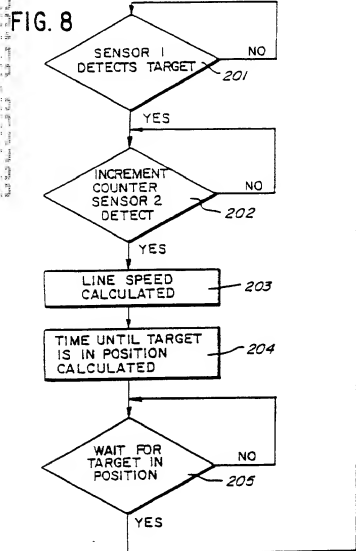 FIG. 8
SENSOR 1
DETECTS TARGET
NO
201
YES
INCREMENT
COUNTER
SENSOR 2
DETECT
NO
202
YES
LINE SPEED
CALCULATED
203
TIME UNTIL TARGET
IS IN POSITION
CALCULATED
204
WAIT FOR
TARGET IN
POSITION
NO
205
YES